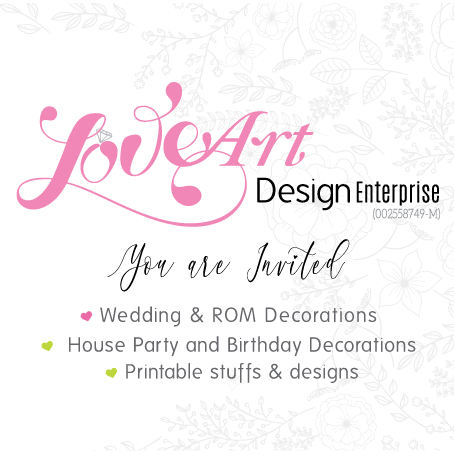 LoveArt
Design Enterprise
(002558749-M)
You are Invited
Wedding & ROM Decorations
House Party and Birthday Decorations
Printable stuffs & designs